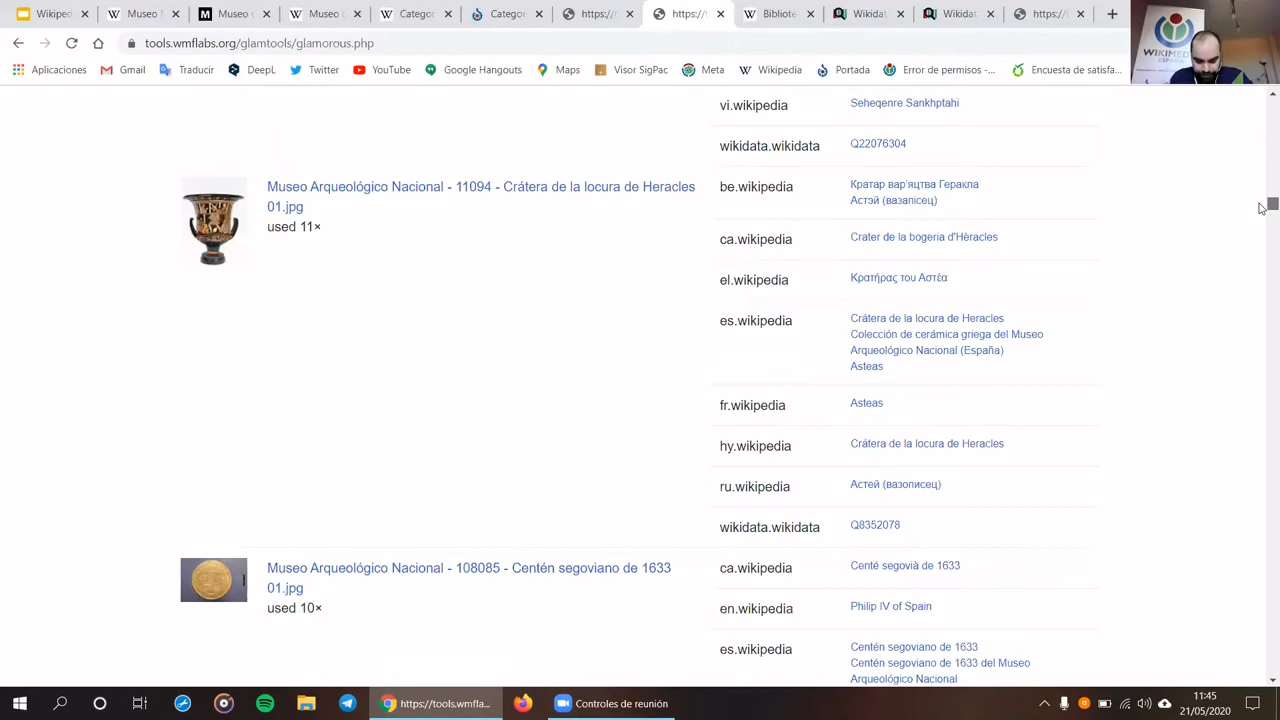 Wikiped
Museo
Museo
Museo
Categor
Categor
https://t
https://t
Bibliote
Wikidat
Wikidat
https://t
tools.wmflabs.org/glamtools/glamorous.php
Aplicaciones
Gmail
Traducir
DeepL
Twitter
YouTube
Google Hangouts
Maps
Visor SigPac
Meta
Wikipedia
Portada
Error de permisos -...
Encuesta de satisfa...
vi.wikipedia
Seheqenre Sankhptahi
wikidata.wikidata
Q22076304
Museo Arqueológico Nacional - 11094 - Crátera de la locura de Heracles
01.jpg
used 11×
be.wikipedia
Кратар вар'яцтва Геракла
Астэй (вазапісец)
ca.wikipedia
Crater de la bogeria d'Hèracles
el.wikipedia
Κρατήρας του Αστέα
es.wikipedia
Crátera de la locura de Heracles
Colección de cerámica griega del Museo
Arqueológico Nacional (España)
Asteas
fr.wikipedia
Asteas
hy.wikipedia
Crátera de la locura de Heracles
ru.wikipedia
Астей (вазописец)
wikidata.wikidata
Q8352078
Museo Arqueológico Nacional - 108085 - Centén segoviano de 1633
01.jpg
used 10×
ca.wikipedia
Centé segovià de 1633
en.wikipedia
Philip IV of Spain
es.wikipedia
Centén segoviano de 1633
Centén segoviano de 1633 del Museo
Arqueológico Nacional
https://tools.wmfla...
Controles de reunión
11:45
21/05/2020